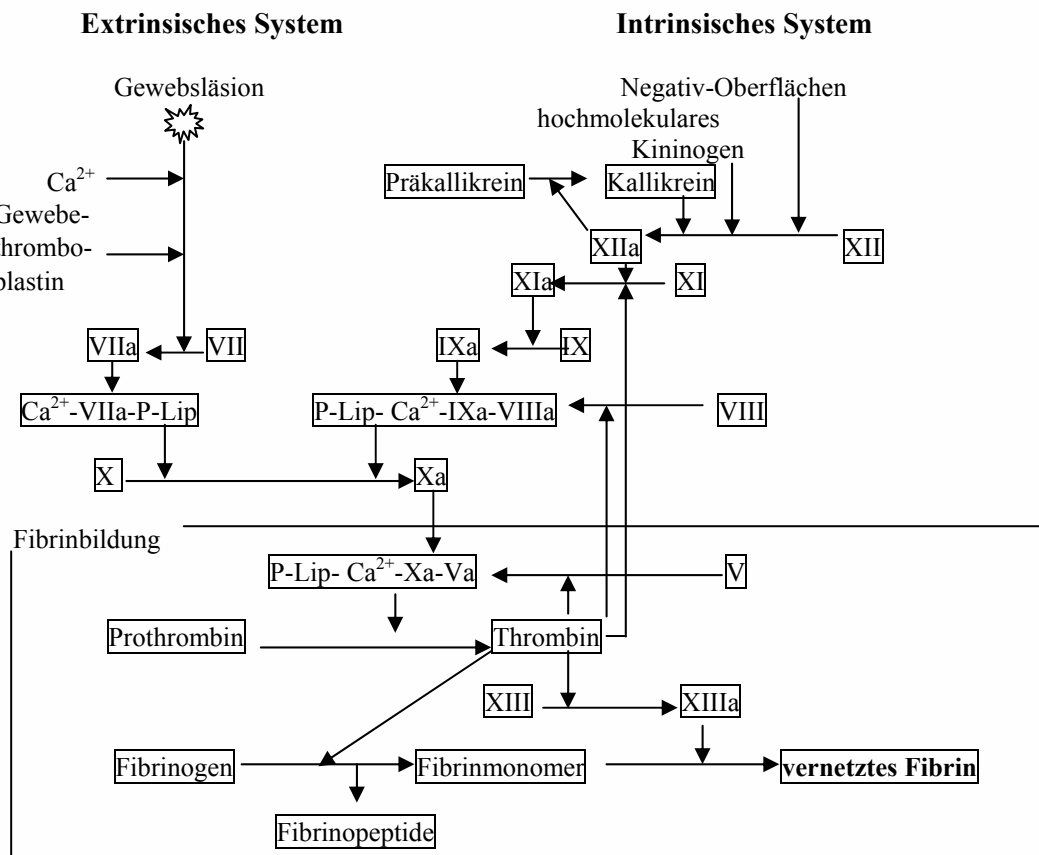 Extrinsisches System
Intrinsisches System
Gewebsläsion
Negativ-Oberflächen
hochmolekulares
Kininogen
Ca²⁺
Präkallikrein
Kallikrein
Gewebe-
thrombo-
plastin
XIIa
XII
XIa
XI
VIIa
VII
IXa
IX
Ca²⁺-VIIa-P-Lip
P-Lip- Ca²⁺-IXa-VIIIa
VIII
X
Xa
Fibrinbildung
P-Lip- Ca²⁺-Xa-Va
V
Prothrombin
Thrombin
XIII
XIIIa
Fibrinogen
Fibrinmonomer
vernetztes Fibrin
Fibrinopeptide